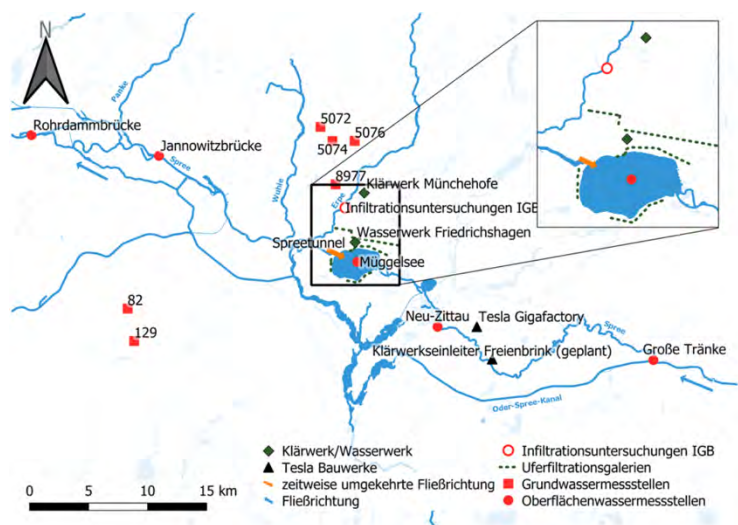 N
Panke
Rohrdammbrücke
Jannowitzbrücke
Spree
Wuhle
5072
5074
5076
8977
Erpe
Klärwerk Münchehofe
Infiltrationsuntersuchungen IGB
Wasserwerk Friedrichshagen
Spreetunnel
Müggelsee
82
129
Neu-Zittau
Tesla Gigafactory
Spree
Klärwerkseinleiter Freienbrink (geplant)
Große Tränke
Oder-Spree-Kanal
Klärwerk/Wasserwerk
Tesla Bauwerke
zeitweise umgekehrte Fließrichtung
Fließrichtung
Infiltrationsuntersuchungen IGB
Uferfiltrationsgalerien
Grundwassermessstellen
Oberflächenwassermessstellen
0 5 10 15 km